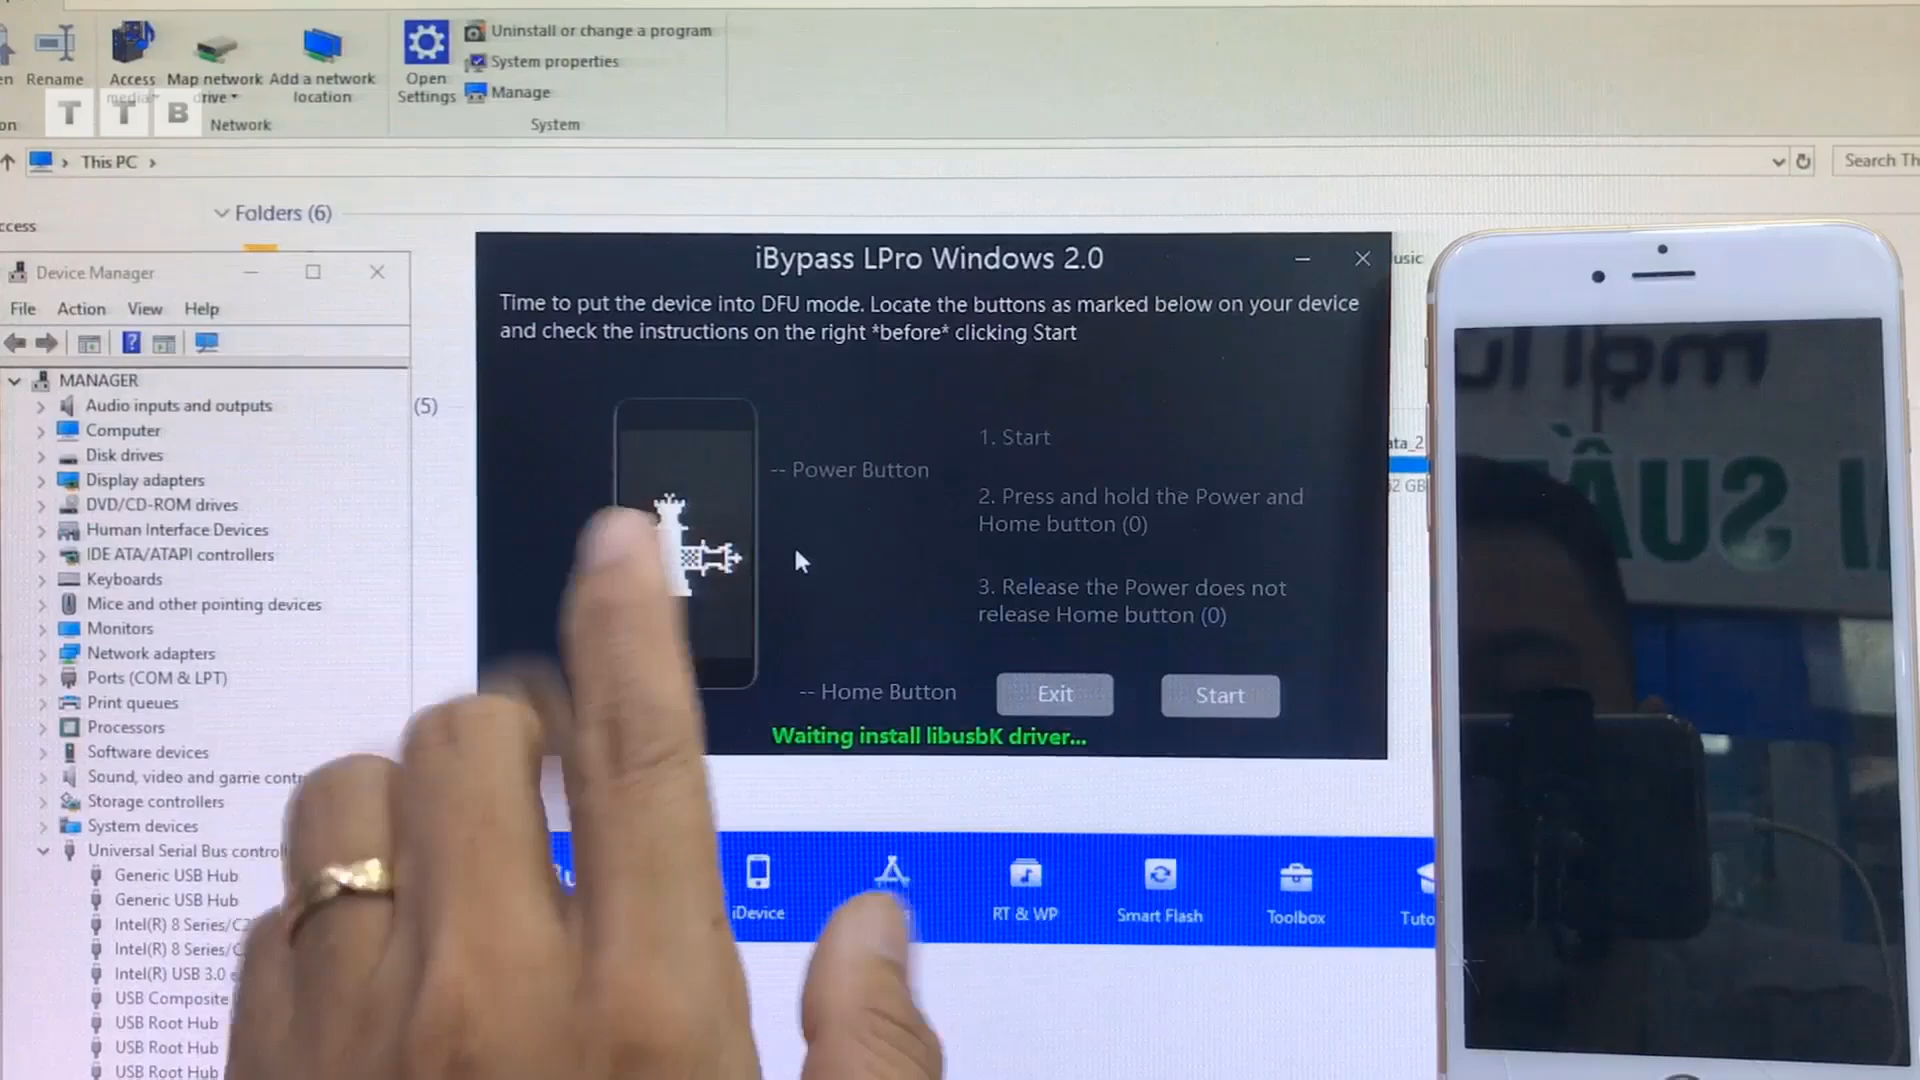 Rename
Access
media
Map network
drive
Add a network
location
Network
Open
Settings
Uninstall or change a program
System properties
Manage
System
T T B
This PC
Search Th
Folders (6)
Device Manager
File Action View Help
MANAGER
Audio inputs and outputs
Computer
Disk drives
Display adapters
DVD/CD-ROM drives
Human Interface Devices
IDE ATA/ATAPI controllers
Keyboards
Mice and other pointing devices
Monitors
Network adapters
Ports (COM & LPT)
Print queues
Processors
Software devices
Sound, video and game contr
Storage controllers
System devices
Universal Serial Bus control
Generic USB Hub
Generic USB Hub
Intel(R) 8 Series/C2
Intel(R) 8 Series/C
Intel(R) USB 3.0 e
USB Composite
USB Root Hub
USB Root Hub
USB Root Hub
(5)
iBypass LPro Windows 2.0
Time to put the device into DFU mode. Locate the buttons as marked below on your device
and check the instructions on the right *before* clicking Start
-- Power Button
-- Home Button
1. Start
2. Press and hold the Power and
Home button (0)
3. Release the Power does not
release Home button (0)
Exit
Start
Waiting install libusbK driver...
usic
ata_2
2 GB
iDevice
RT & WP
Smart Flash
Toolbox
Tuto